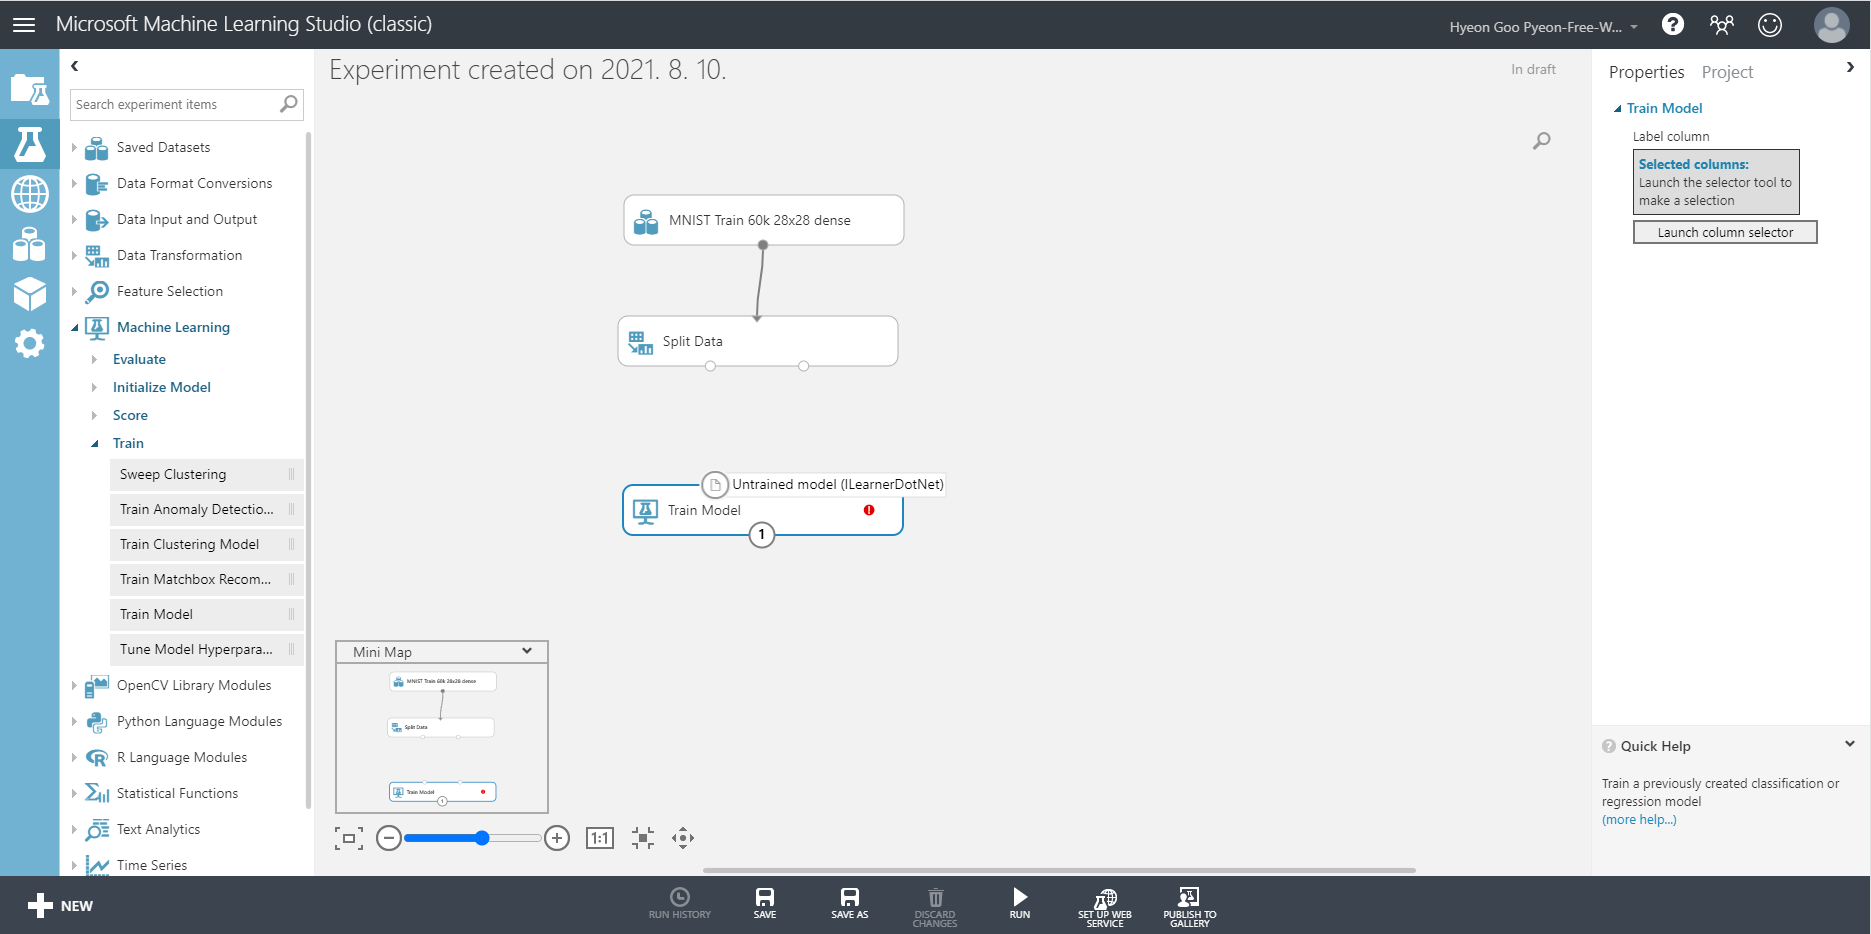 Microsoft Machine Learning Studio (classic)
Hyeon Goo Pyeon-Free-W...
Search experiment items
Saved Datasets
Data Format Conversions
Data Input and Output
Data Transformation
Feature Selection
Machine Learning
Evaluate
Initialize Model
Score
Train
Sweep Clustering
Train Anomaly Detectio...
Train Clustering Model
Train Matchbox Recom...
Train Model
Tune Model Hyperpara...
OpenCV Library Modules
Python Language Modules
R Language Modules
Statistical Functions
Text Analytics
Time Series
Experiment created on 2021. 8. 10.
In draft
MNIST Train 60k 28x28 dense
Split Data
Untrained model (ILearnerDotNet)
Train Model
1
Mini Map
MNIST Train 60k 28x28 dense
Split Data
Train Model
1
1:1
Properties Project
Train Model
Label column
Selected columns:
Launch the selector tool to
make a selection
Launch column selector
Quick Help
Train a previously created classification or
regression model
(more help...)
NEW
RUN HISTORY
SAVE
SAVE AS
DISCARD
CHANGES
RUN
SET UP WEB
SERVICE
PUBLISH TO
GALLERY